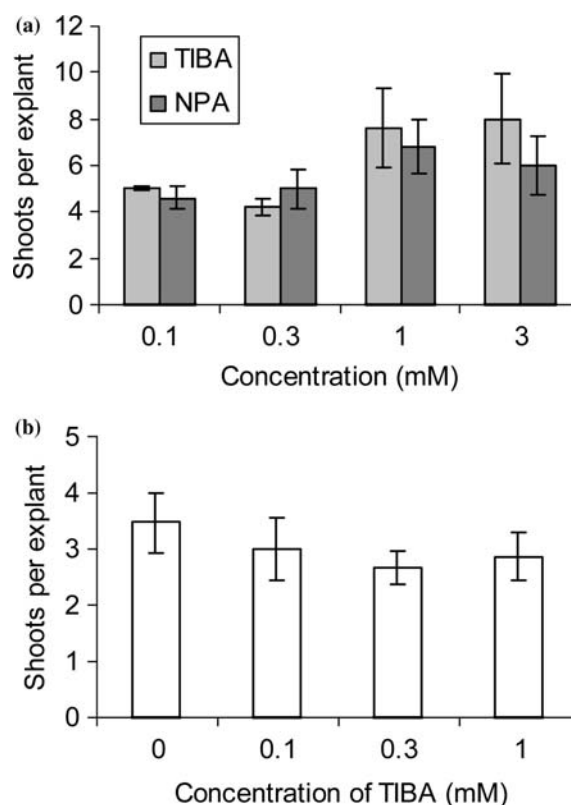 (a)
12
10
8
6
4
2
0
Shoots per explant
TIBA
NPA
0.1 0.3 1 3
Concentration (mM)
(b)
5
4
3
2
1
0
Shoots per explant
0 0.1 0.3 1
Concentration of TIBA (mM)